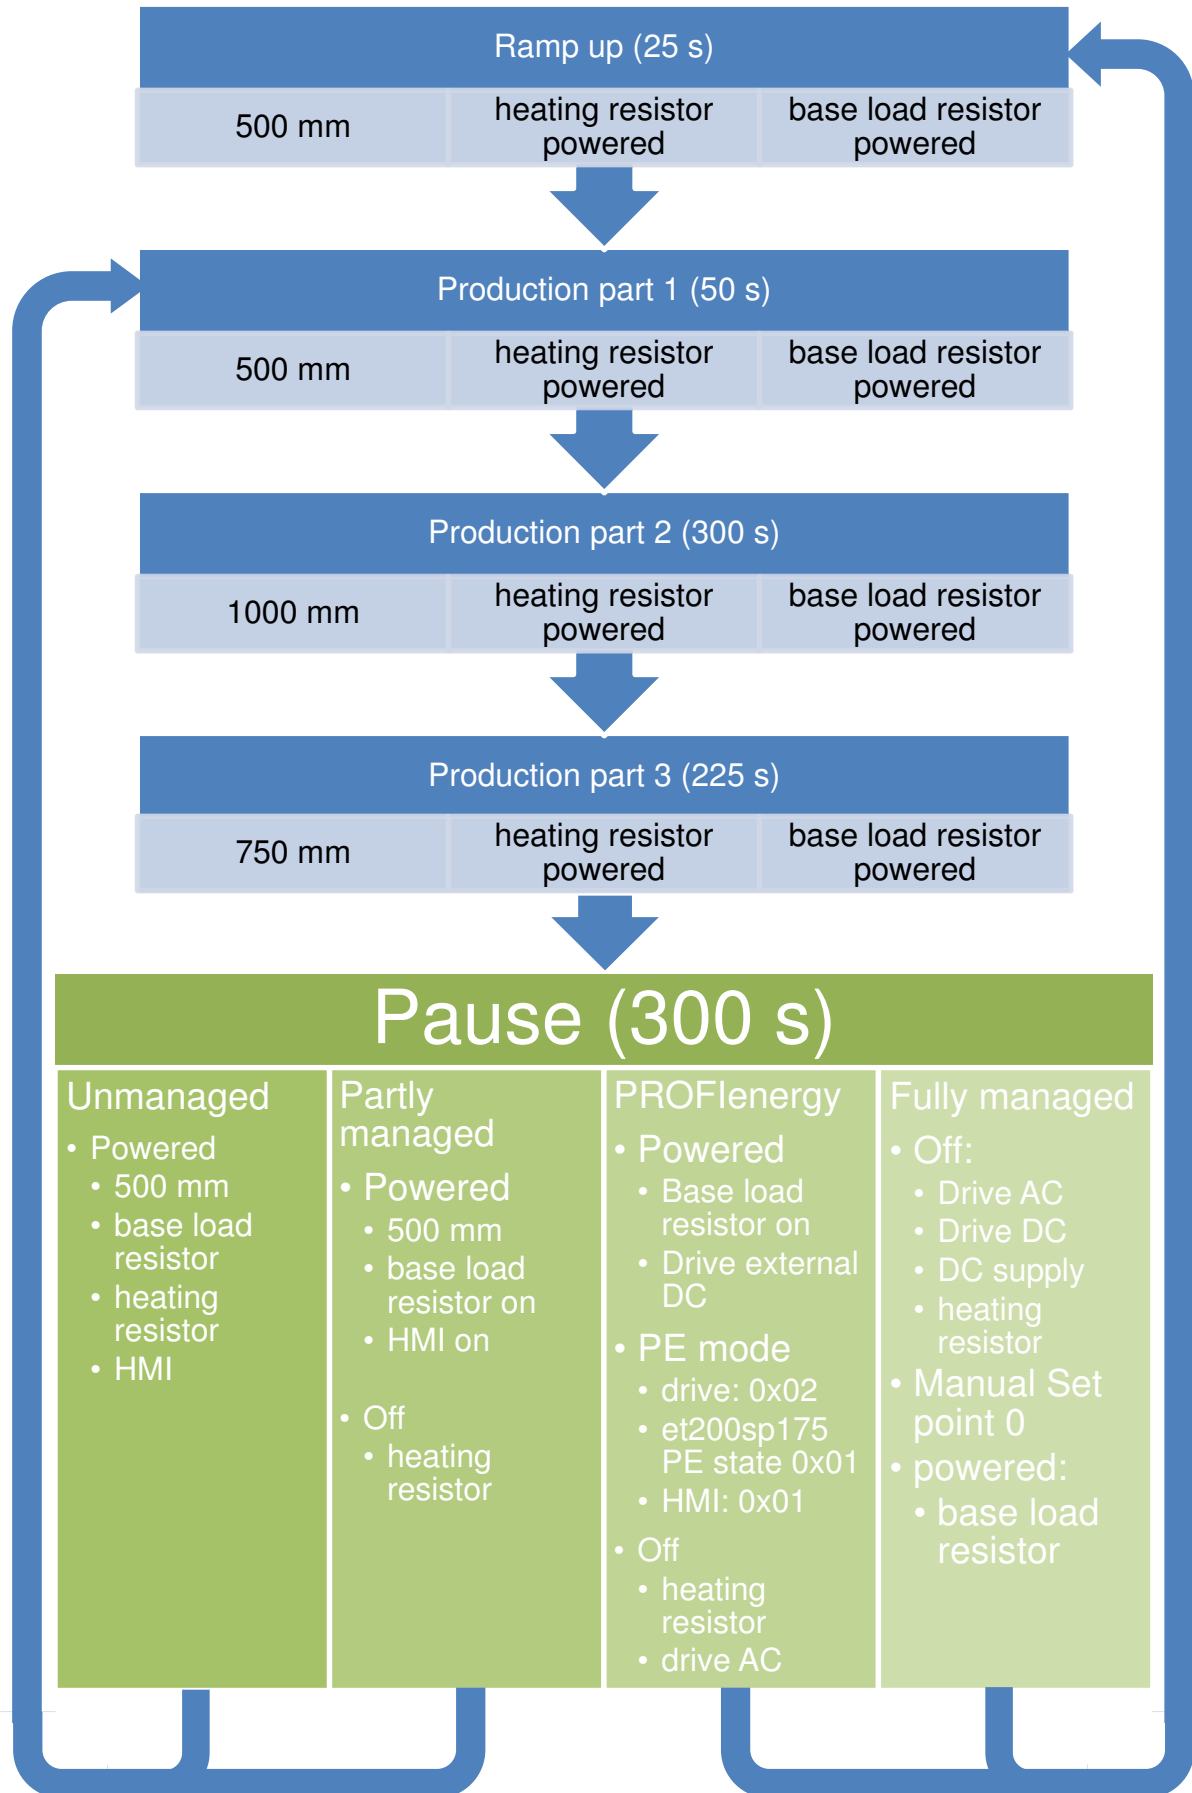 Ramp up (25 s)
500 mm
heating resistor
powered
base load resistor
powered
Production part 1 (50 s)
500 mm
heating resistor
powered
base load resistor
powered
Production part 2 (300 s)
1000 mm
heating resistor
powered
base load resistor
powered
Production part 3 (225 s)
750 mm
heating resistor
powered
base load resistor
powered
Pause (300 s)
Unmanaged
• Powered
• 500 mm
• base load
resistor
• heating
resistor
• HMI
Partly
managed
• Powered
• 500 mm
• base load
resistor on
• HMI on
• Off
• heating
resistor
PROFIenergy
• Powered
• Base load
resistor on
• Drive external
DC
• PE mode
• drive: 0x02
• et200sp175
PE state 0x01
• HMI: 0x01
• Off
• heating
resistor
• drive AC
Fully managed
• Off:
• Drive AC
• Drive DC
• DC supply
• heating
resistor
• Manual Set
point 0
• powered:
• base load
resistor